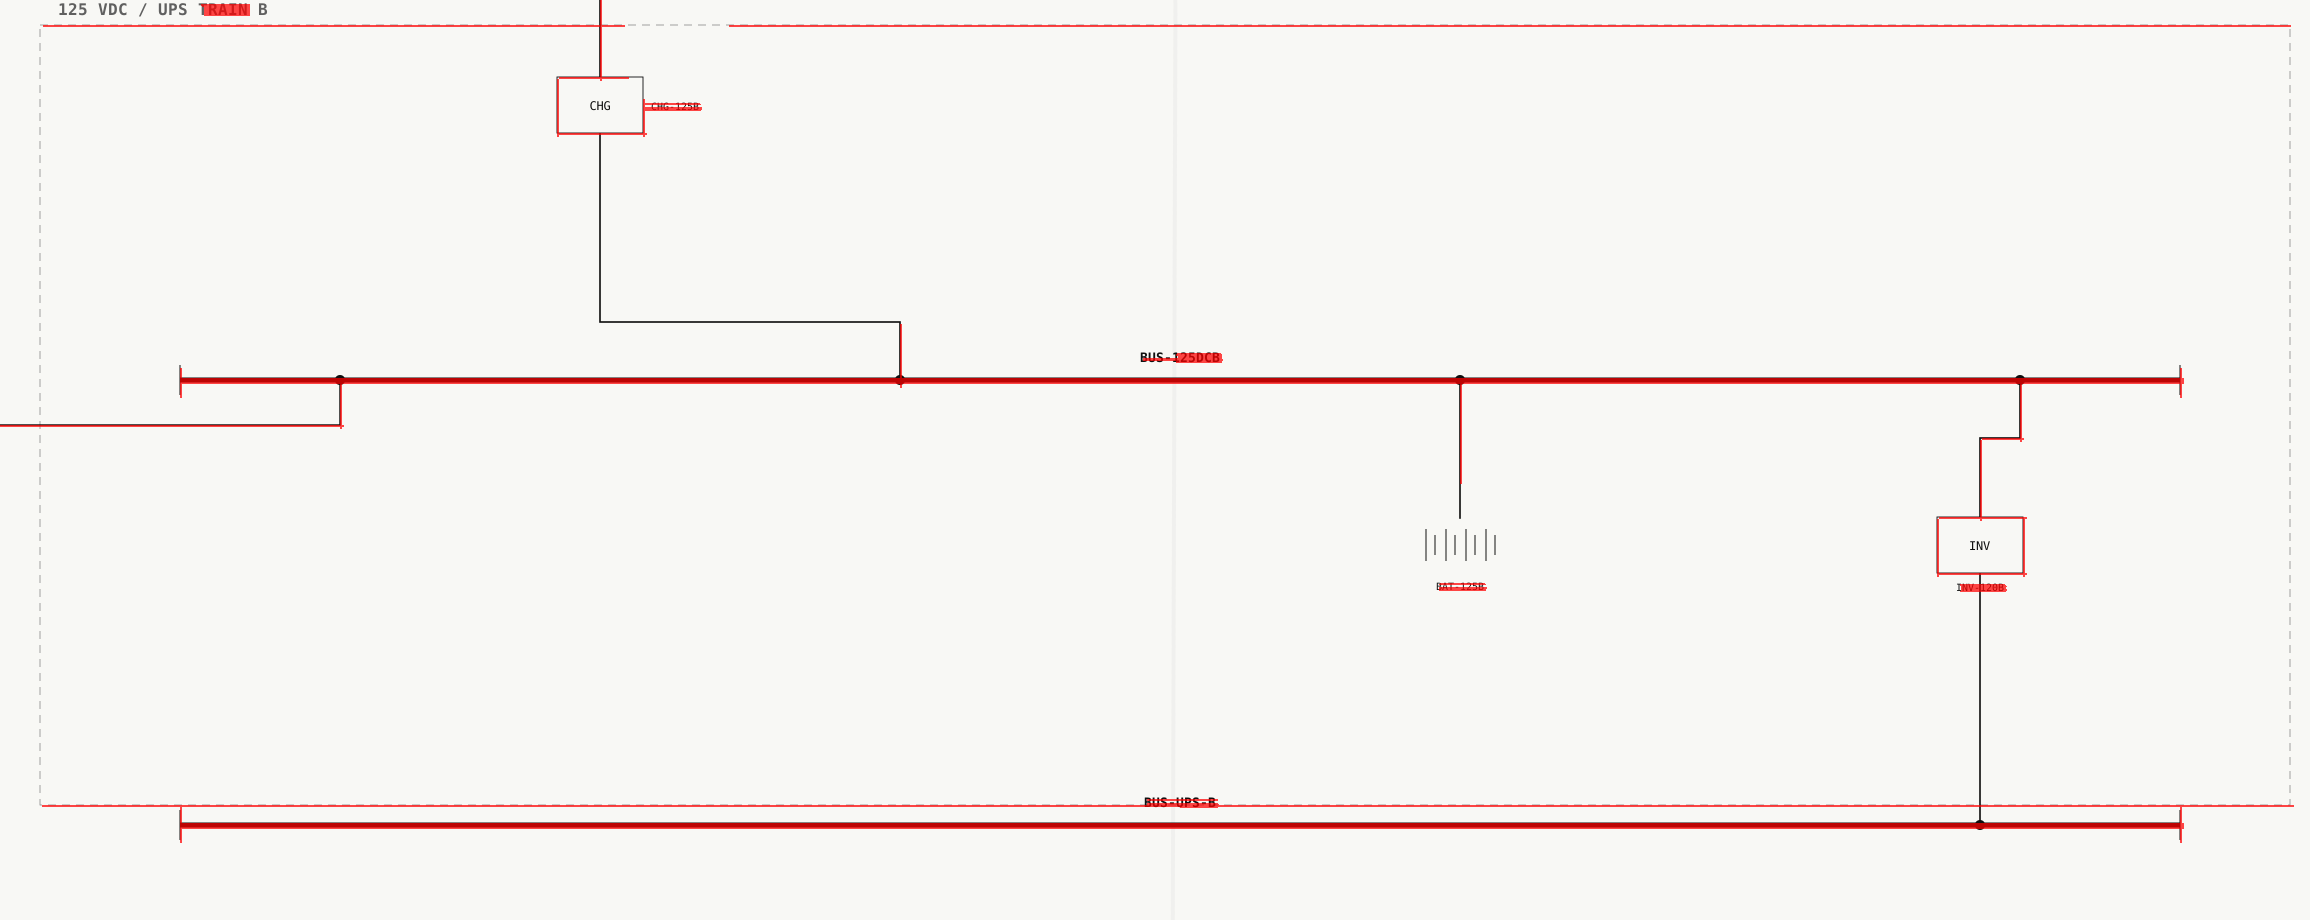 125 VDC / UPS TRAIN B
CHG
CHG-125B
BUS-125DCB
INV
BAT-125B
INV-120B
BUS-UPS-B